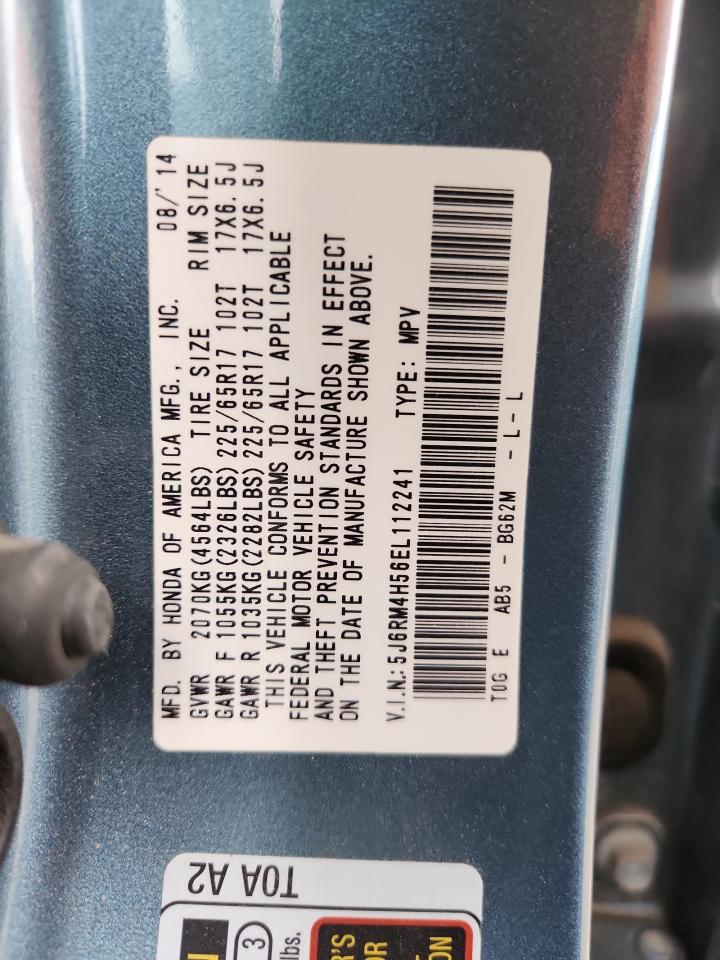 MFD. BY HONDA OF AMERICA MFG., INC. 08/'14
GVWR 2070KG(4564LBS) TIRE SIZE RIM SIZE
GAWR F 1055KG(2326LBS) 225/65R17 102T 17X6.5J
GAWR R 1035KG(2282LBS) 225/65R17 102T 17X6.5J
THIS VEHICLE CONFORMS TO ALL APPLICABLE
FEDERAL MOTOR VEHICLE SAFETY
AND THEFT PREVENTION STANDARDS IN EFFECT
ON THE DATE OF MANUFACTURE SHOWN ABOVE.
V.I.N.: 5J6RM4H56EL112241 TYPE: MPV
T0G E AB5 - BG62M - L - L
T0A A2
3
lbs.